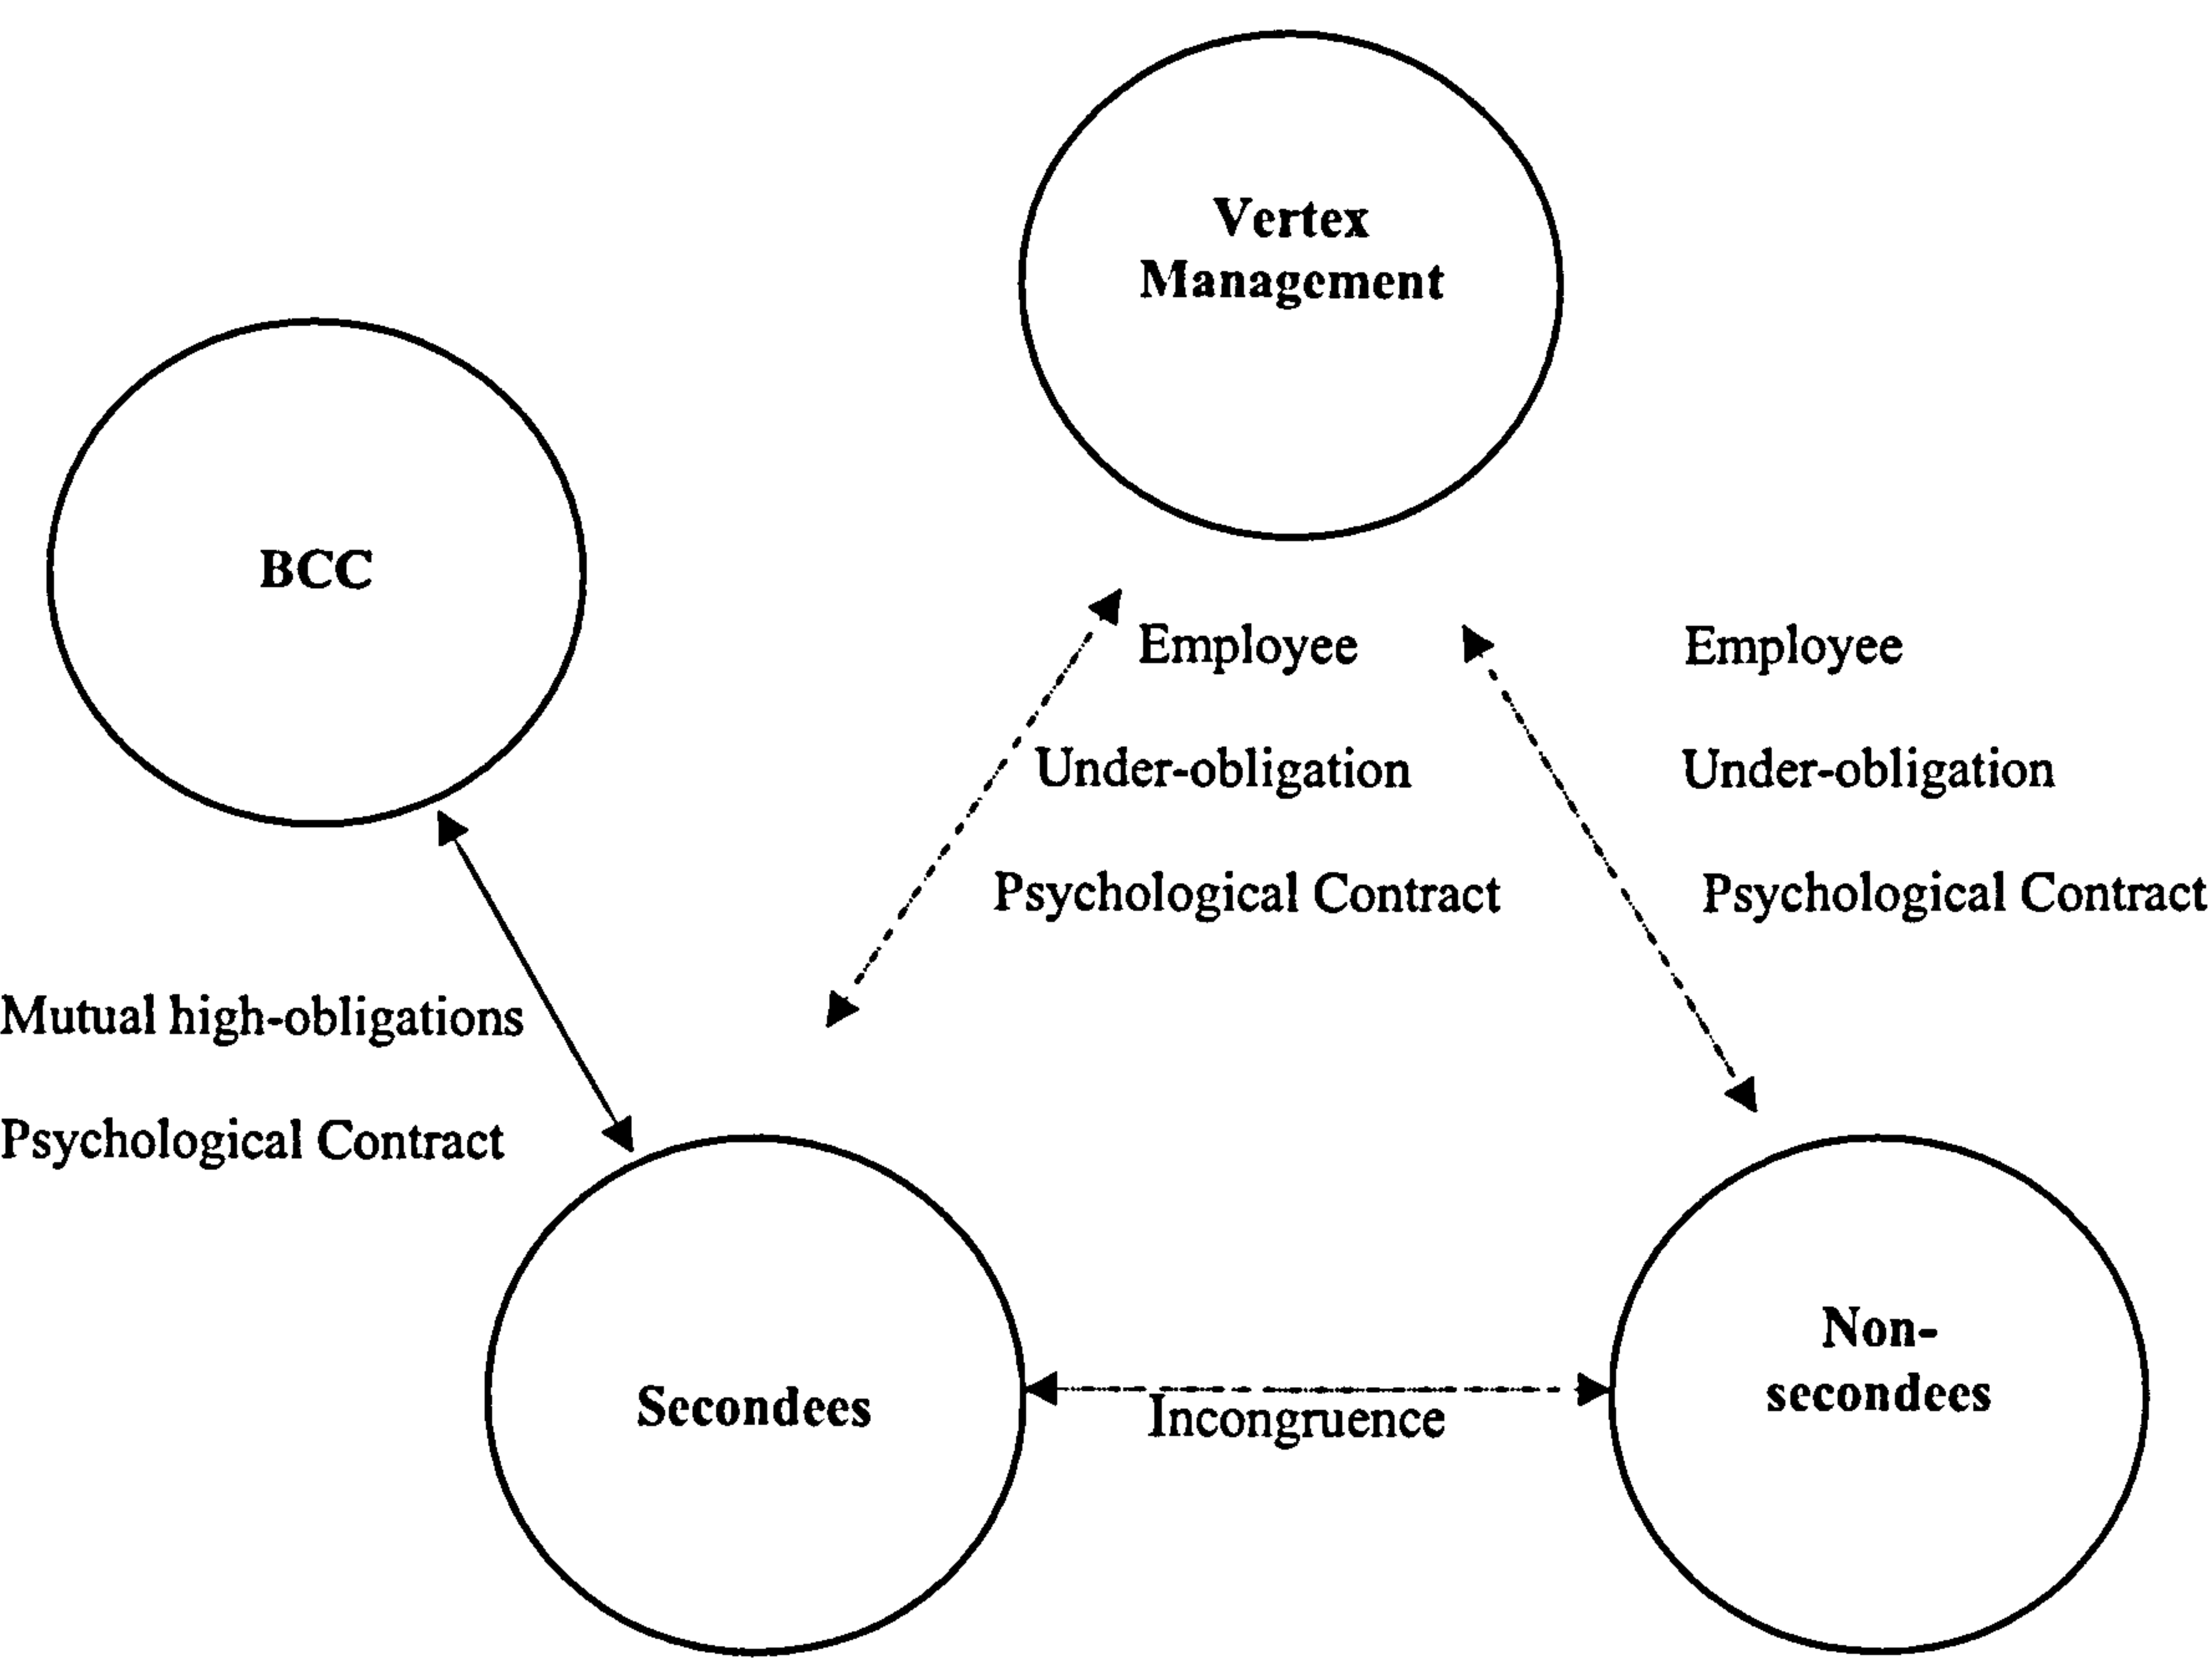 Vertex
Management
BCC
Employee
Under-obligation
Psychological Contract
Employee
Under-obligation
Psychological Contract
Mutual high-obligations
Psychological Contract
Secondees
Incongruence
Non-
secondees